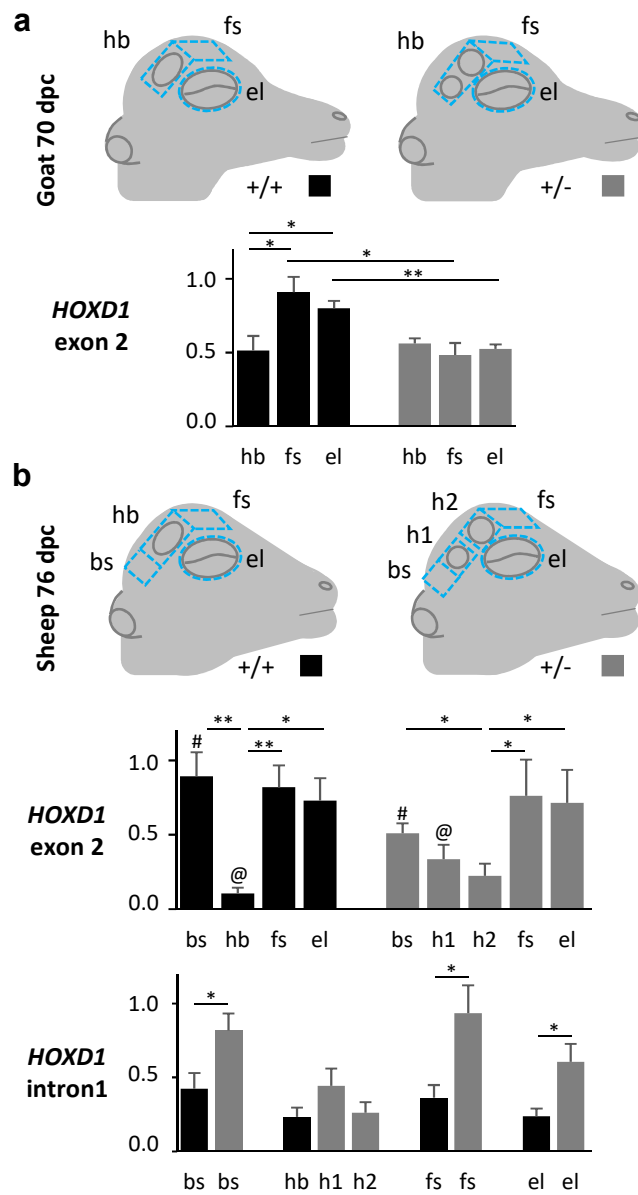 a
Goat 70 dpc
hb
fs
el
+/+
hb
fs
el
+/-
*
*
*
**
HOXD1
exon 2
1.0
0.5
0.0
hb fs el hb fs el
b
Sheep 76 dpc
hb
fs
bs
el
+/+
h2
fs
h1
bs
el
+/-
** *
**
* *
*
#
@
#
@
HOXD1
exon 2
1.0
0.5
0.0
bs hb fs el bs h1 h2 fs el
* * *
HOXD1
intron1
1.0
0.5
0.0
bs bs hb h1 h2 fs fs el el